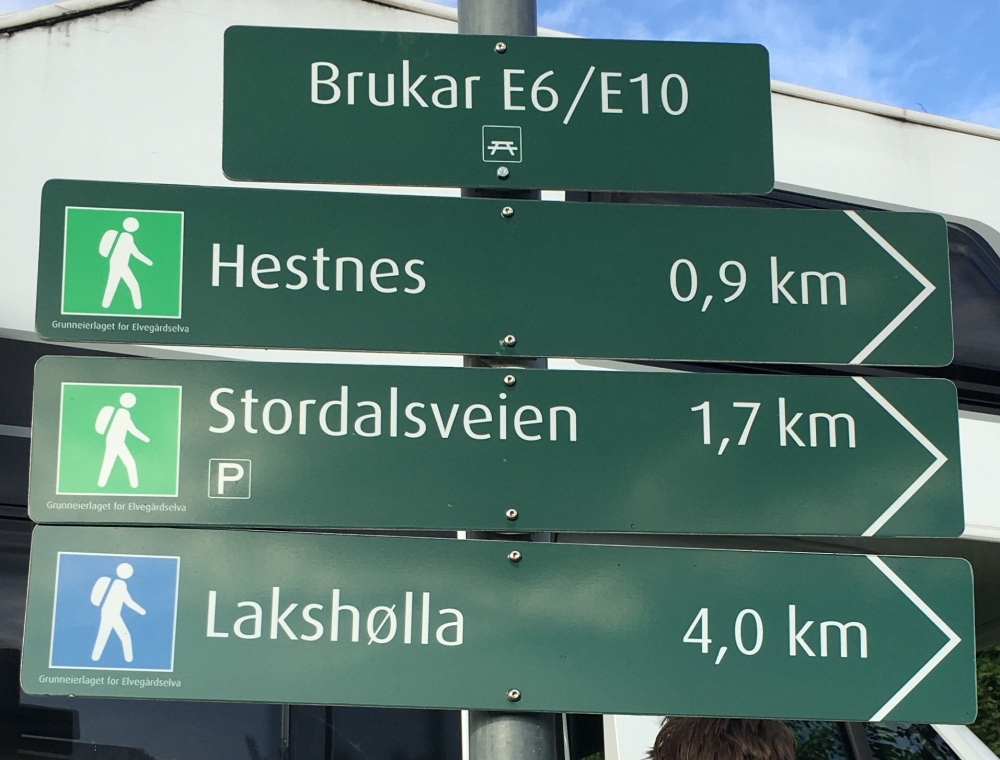 Brukar E6/E10
Hestnes 0,9 km
Grunneierlaget for Elvegårdselva
Stordalsveien 1,7 km
P
Grunneierlaget for Elvegårdselva
Lakshølla 4,0 km
Grunneierlaget for Elvegårdselva